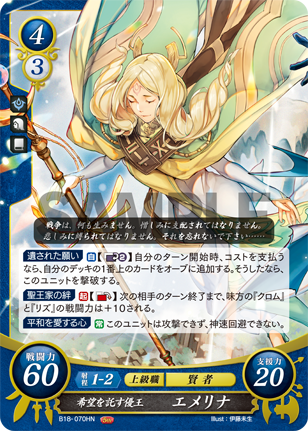 4
3
SAMPLE
戦争は、何も生みません。憎しみに支配されてはなりません。
悲しみに縛られてはなりません。それを忘れないで下さい……
遺された願い 自 【2】自分のターン開始時、コストを支払う
なら、自分のデッキの1番上のカードをオーブに追加する。そうしたなら、
このユニットを撃破する。
聖王家の絆 起 【】次の相手のターン終了まで、味方の『クロム』
と『リズ』の戦闘力は+10される。
平和を愛する心 常 このユニットは攻撃できず、神速回避できない。
戦闘力
60
射程 1-2 上級職 賢者
支援力
20
希望を託す優王 エメリナ
B18-070HN
Illust:伊藤未生